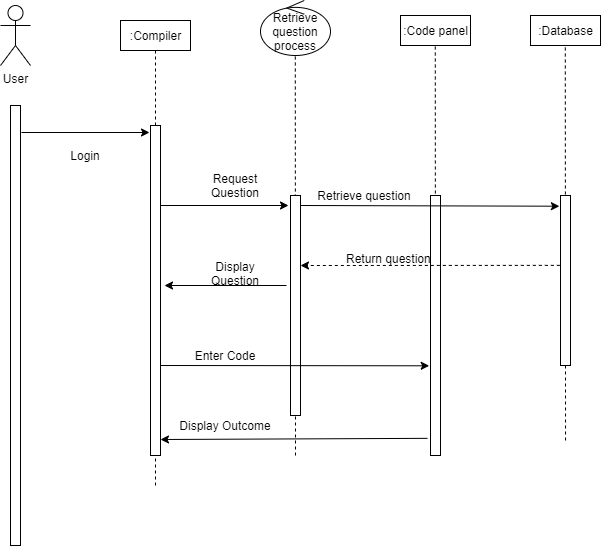 Retrieve
question
process
:Compiler
:Code panel
:Database
User
Login
Request
Question
Retrieve question
Return question
Display
Question
Enter Code
Display Outcome